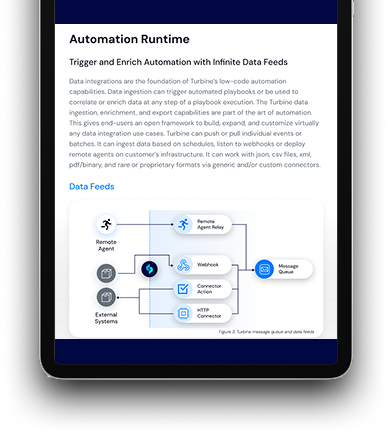 Automation Runtime
Trigger and Enrich Automation with Infinite Data Feeds
Data integrations are the foundation of Turbine's low-code automation
capabilities. Data ingestion can trigger automated playbooks or be used to
correlate or enrich data at any step of a playbook execution. The Turbine data
ingestion, enrichment, and export capabilities are part of the art of automation.
This gives end-users an open framework to build, expand, and customize virtually
any data integration use cases. Turbine can push or pull individual events or
batches. It can ingest data based on schedules, listen to webhooks or deploy
remote agents on customer's infrastructure. It can work with json, csv files, xml,
pdf/binary, and rare or proprietary formats via generic and/or custom connectors.
Data Feeds
Remote
Agent
Remote
Agent Relay
Webhook
Message
Queue
Connector
Action
External
Systems
HTTP
Connector
Figure 3: Turbine message queue and data feeds